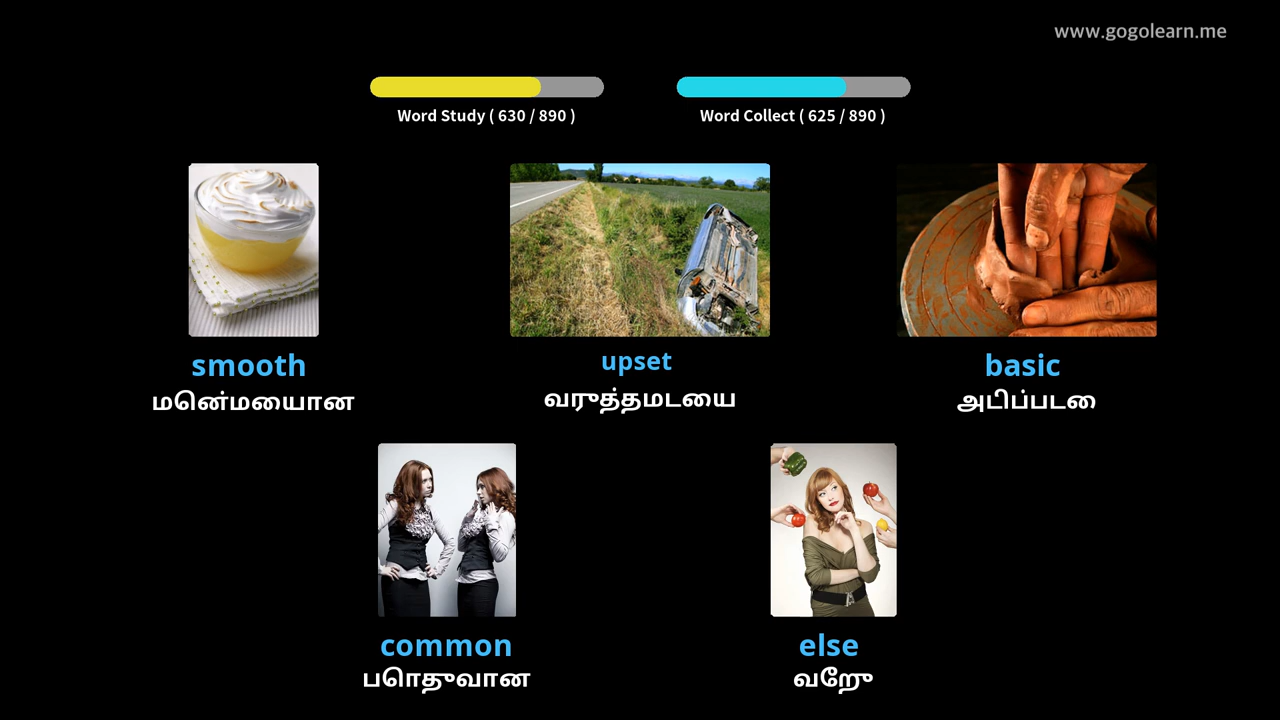 www.gogolearn.me
Word Study ( 630 / 890 )
Word Collect ( 625 / 890 )
smooth
மனெ்மயைான
upset
வருத்தமடயை
basic
அடிப்படை
common
பொதுவான
else
வறேு